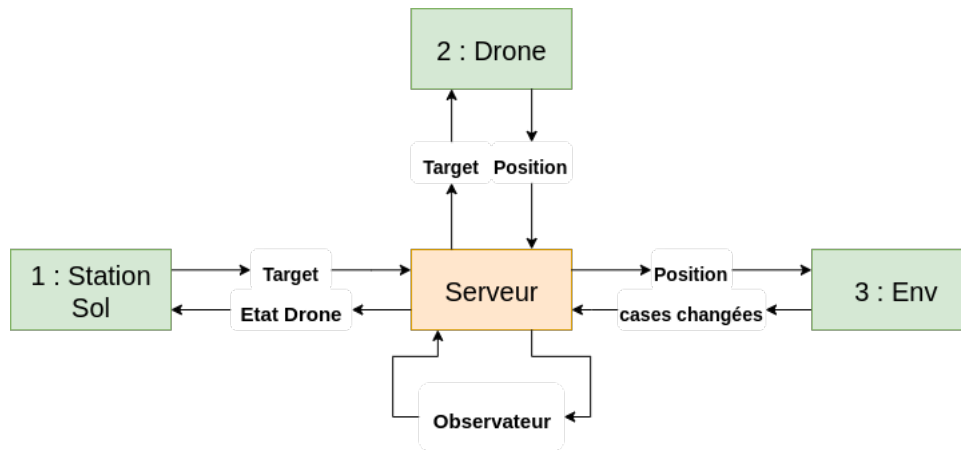 2 : Drone
Target
Position
1 : Station
Sol
Target
Etat Drone
Serveur
Position
cases changées
3 : Env
Observateur